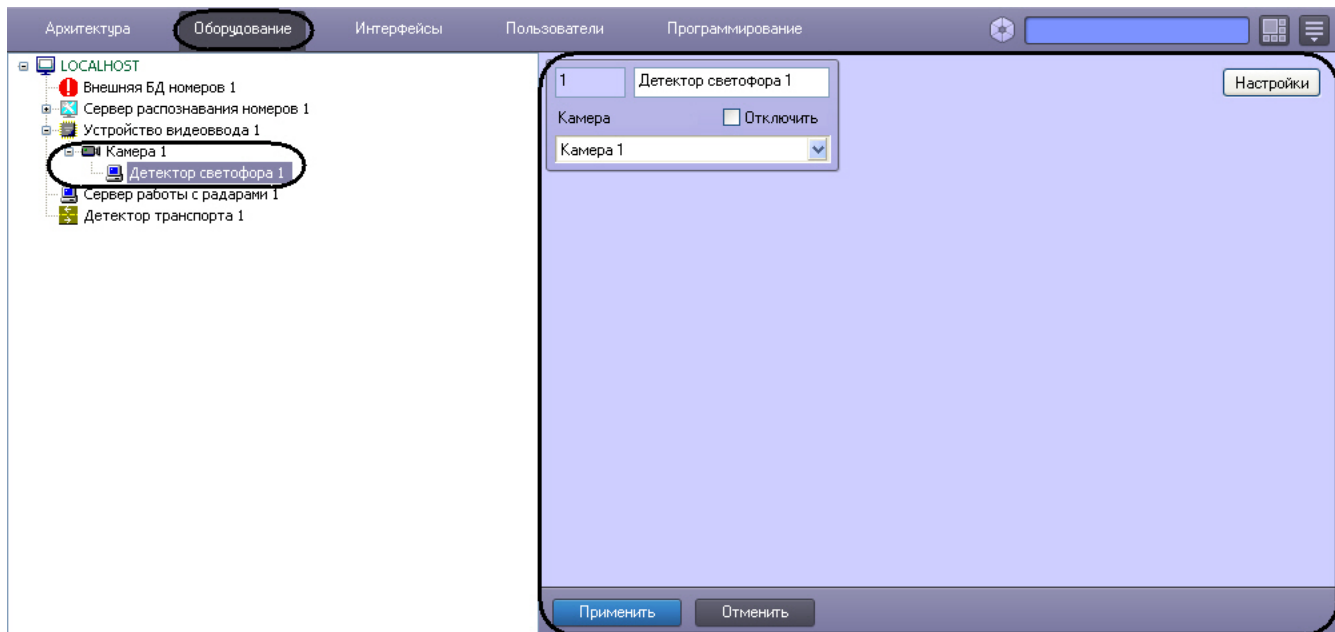 Архитектура Оборудование Интерфейсы Пользователи Программирование
LOCALHOST
Внешняя БД номеров 1
Сервер распознавания номеров 1
Устройство видеоввода 1
Камера 1
Детектор светофора 1
Сервер работы с радарами 1
Детектор транспорта 1
1 Детектор светофора 1
Настройки
Камера Отключить
Камера 1
Применить Отменить